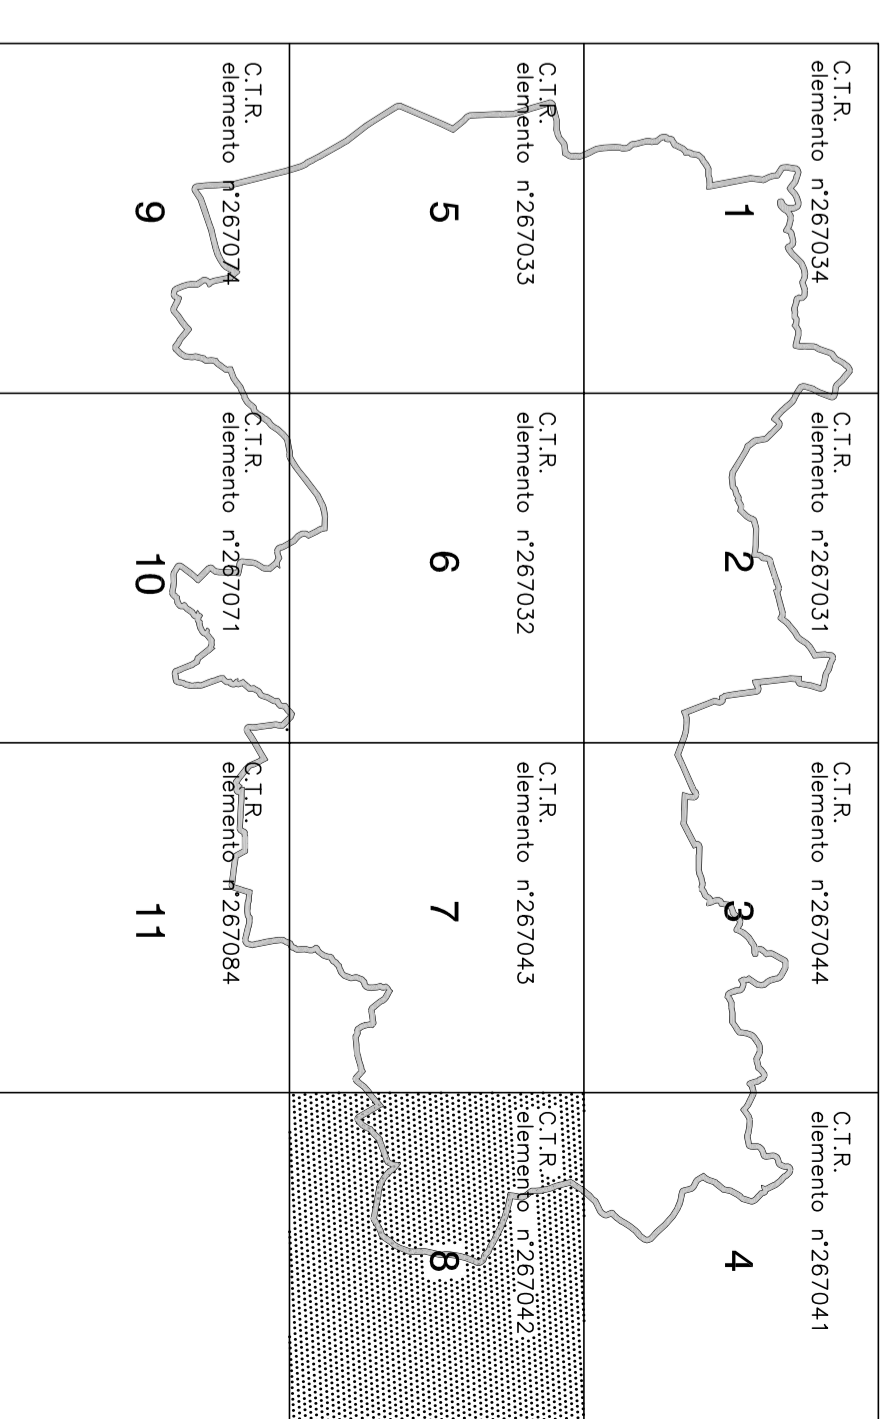 C.T.R.
elemento n°267034
1
C.T.R.
elemento n°267031
2
C.T.R.
elemento n°267044
3
C.T.R.
elemento n°267041
4
C.T.R.
elemento n°267033
5
C.T.R.
elemento n°267032
6
C.T.R.
elemento n°267043
7
C.T.R.
elemento n°267042
8
C.T.R.
elemento n°267074
9
C.T.R.
elemento n°267071
10
C.T.R.
elemento n°267084
11